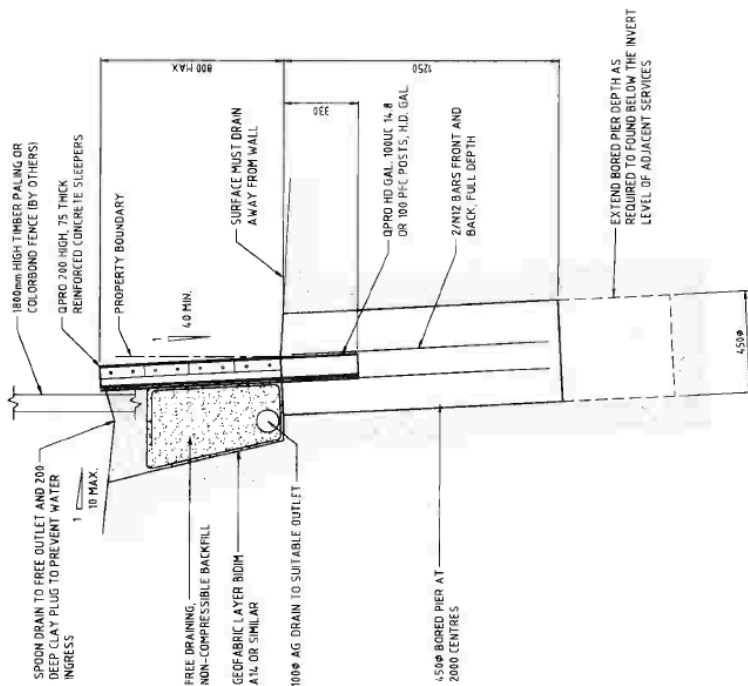 1800mm HIGH TIMBER PALING OR
COLORBOND FENCE (BY OTHERS)
QPRO 200 HIGH, 75 THICK
REINFORCED CONCRETE SLEEPERS
PROPERTY BOUNDARY
1
40 MIN.
SURFACE MUST DRAIN
AWAY FROM WALL
800 MAX.
330
1250
QPRO HD GAL. 100UC 14.8
OR 100 PFC POSTS, H.D. GAL.
2/N12 BARS FRONT AND
BACK, FULL DEPTH
EXTEND BORED PIER DEPTH AS
REQUIRED TO FOUND BELOW THE INVERT
LEVEL OF ADJACENT SERVICES
450Ø
SPOON DRAIN TO FREE OUTLET AND 200
DEEP CLAY PLUG TO PREVENT WATER
INGRESS
1
10 MAX.
FREE DRAINING,
NON-COMPRESSIBLE BACKFILL
GEOFABRIC LAYER BIDIM
A14 OR SIMILAR
100Ø AG DRAIN TO SUITABLE OUTLET
450Ø BORED PIER AT
2000 CENTRES